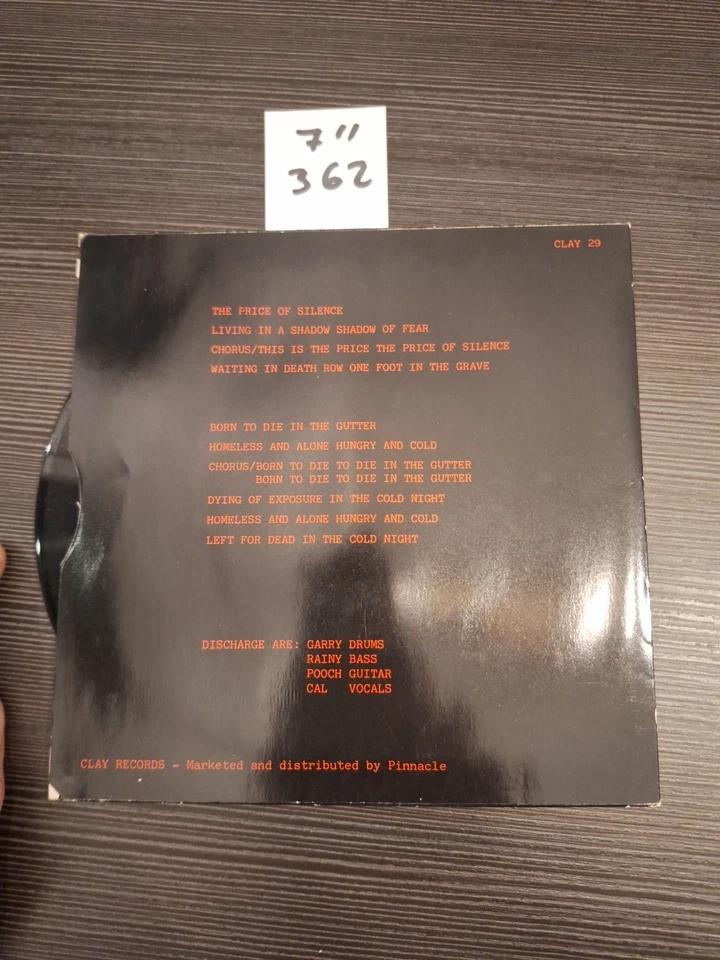 7"
362
CLAY 29
THE PRICE OF SILENCE
LIVING IN A SHADOW SHADOW OF FEAR
CHORUS/THIS IS THE PRICE THE PRICE OF SILENCE
WAITING IN DEATH ROW ONE FOOT IN THE GRAVE
BORN TO DIE IN THE GUTTER
HOMELESS AND ALONE HUNGRY AND COLD
CHORUS/BORN TO DIE TO DIE IN THE GUTTER
BORN TO DIE TO DIE IN THE GUTTER
DYING OF EXPOSURE IN THE COLD NIGHT
HOMELESS AND ALONE HUNGRY AND COLD
LEFT FOR DEAD IN THE COLD NIGHT
DISCHARGE ARE: GARRY DRUMS
RAINY BASS
POOCH GUITAR
CAL VOCALS
CLAY RECORDS - Marketed and distributed by Pinnacle